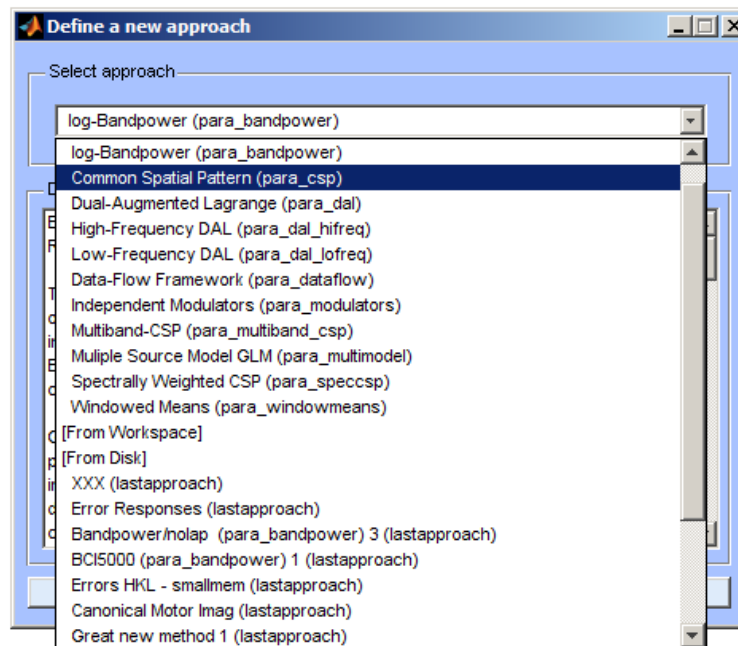 Define a new approach
Select approach
log-Bandpower (para_bandpower)
log-Bandpower (para_bandpower)
Common Spatial Pattern (para_csp)
Dual-Augmented Lagrange (para_dal)
High-Frequency DAL (para_dal_hifreq)
Low-Frequency DAL (para_dal_lofreq)
Data-Flow Framework (para_dataflow)
Independent Modulators (para_modulators)
Multiband-CSP (para_multiband_csp)
Muliple Source Model GLM (para_multimodel)
Spectrally Weighted CSP (para_speccsp)
Windowed Means (para_windowmeans)
[From Workspace]
[From Disk]
XXX (lastapproach)
Error Responses (lastapproach)
Bandpower/nolap (para_bandpower) 3 (lastapproach)
BCI5000 (para_bandpower) 1 (lastapproach)
Errors HKL - smallmem (lastapproach)
Canonical Motor Imag (lastapproach)
Great new method 1 (lastapproach)